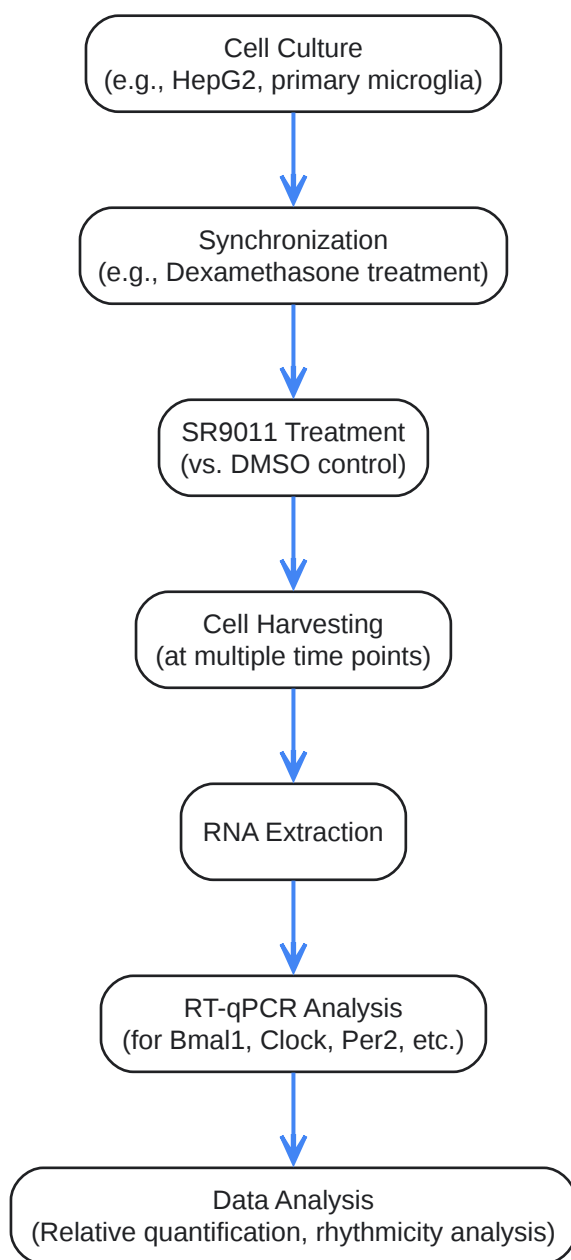 Cell Culture
(e.g., HepG2, primary microglia)
Synchronization
(e.g., Dexamethasone treatment)
SR9011 Treatment
(vs. DMSO control)
Cell Harvesting
(at multiple time points)
RNA Extraction
RT-qPCR Analysis
(for Bmal1, Clock, Per2, etc.)
Data Analysis
(Relative quantification, rhythmicity analysis)